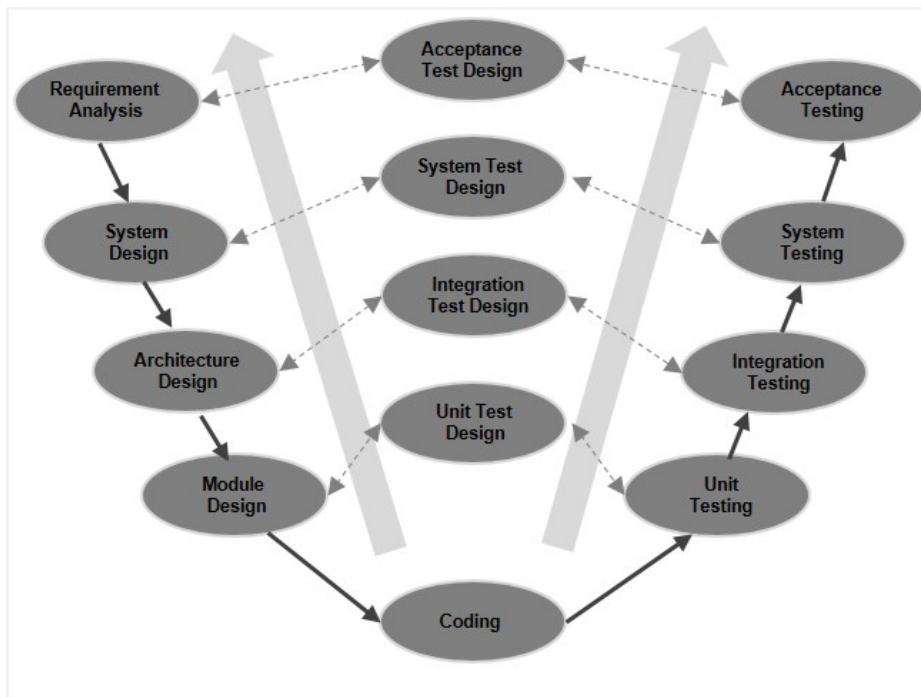 Acceptance
Test Design
Requirement
Analysis
Acceptance
Testing
System Test
Design
System
Design
System
Testing
Integration
Test Design
Architecture
Design
Integration
Testing
Unit Test
Design
Module
Design
Unit
Testing
Coding